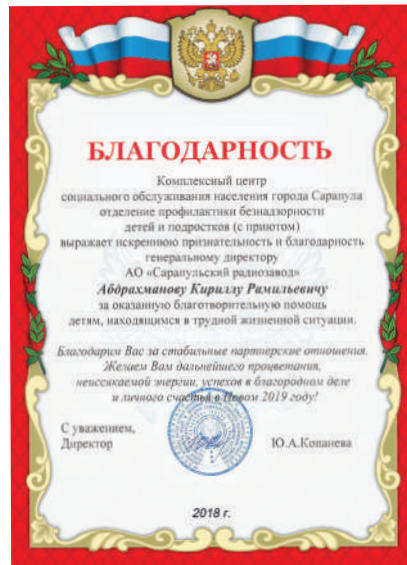 БЛАГОДАРНОСТЬ
Комплексный центр
социального обслуживания населения города Сарапула
отделение профилактики безнадзорности
детей и подростков (с приютом)
выражает искреннюю признательность и благодарность
генеральному директору
АО «Сарапульский радиозавод»
Абдрахманову Кириллу Рамильевичу
за оказанную благотворительную помощь
детям, находящимся в трудной жизненной ситуации.
Благодарим Вас за стабильные партнерские отношения.
Желаем Вам дальнейшего процветания,
неиссякаемой энергии, успехов в благородном деле
и личного счастья в Новом 2019 году!
С уважением,
Директор Ю.А.Копанева
2018 г.